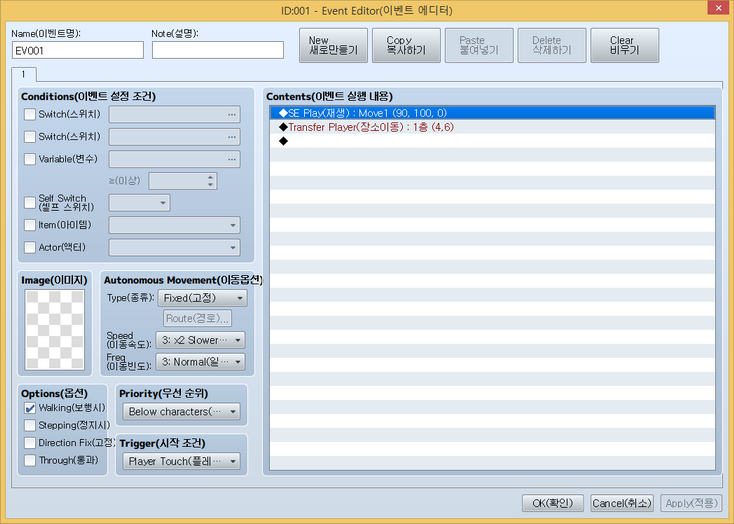 ID:001 - Event Editor(이벤트 에디터)
Name(이벤트명):
Note(설명):
EV001
New
새로만들기
Copy
복사하기
Paste
붙여넣기
Delete
삭제하기
Clear
비우기
1
Conditions(이벤트 설정 조건)
Switch(스위치)
...
Switch(스위치)
...
Variable(변수)
...
≥(이상)
Self Switch
(셀프 스위치)
Item(아이템)
Actor(액터)
Image(이미지)
Autonomous Movement(이동옵션)
Type(종류):
Fixed(고정)
Route(경로)...
Speed
(이동속도):
3: x2 Slower···
Freq
(이동빈도):
3: Normal(일···
Options(옵션)
Walking(보행시)
Stepping(정지시)
Direction Fix(고정)
Through(통과)
Priority(우선 순위)
Below characters(···
Trigger(시작 조건)
Player Touch(플레···
Contents(이벤트 실행 내용)
◆SE Play(재생) : Move1 (90, 100, 0)
◆Transfer Player(장소이동) : 1층 (4,6)
◆
OK(확인)
Cancel(취소)
Apply(적용)